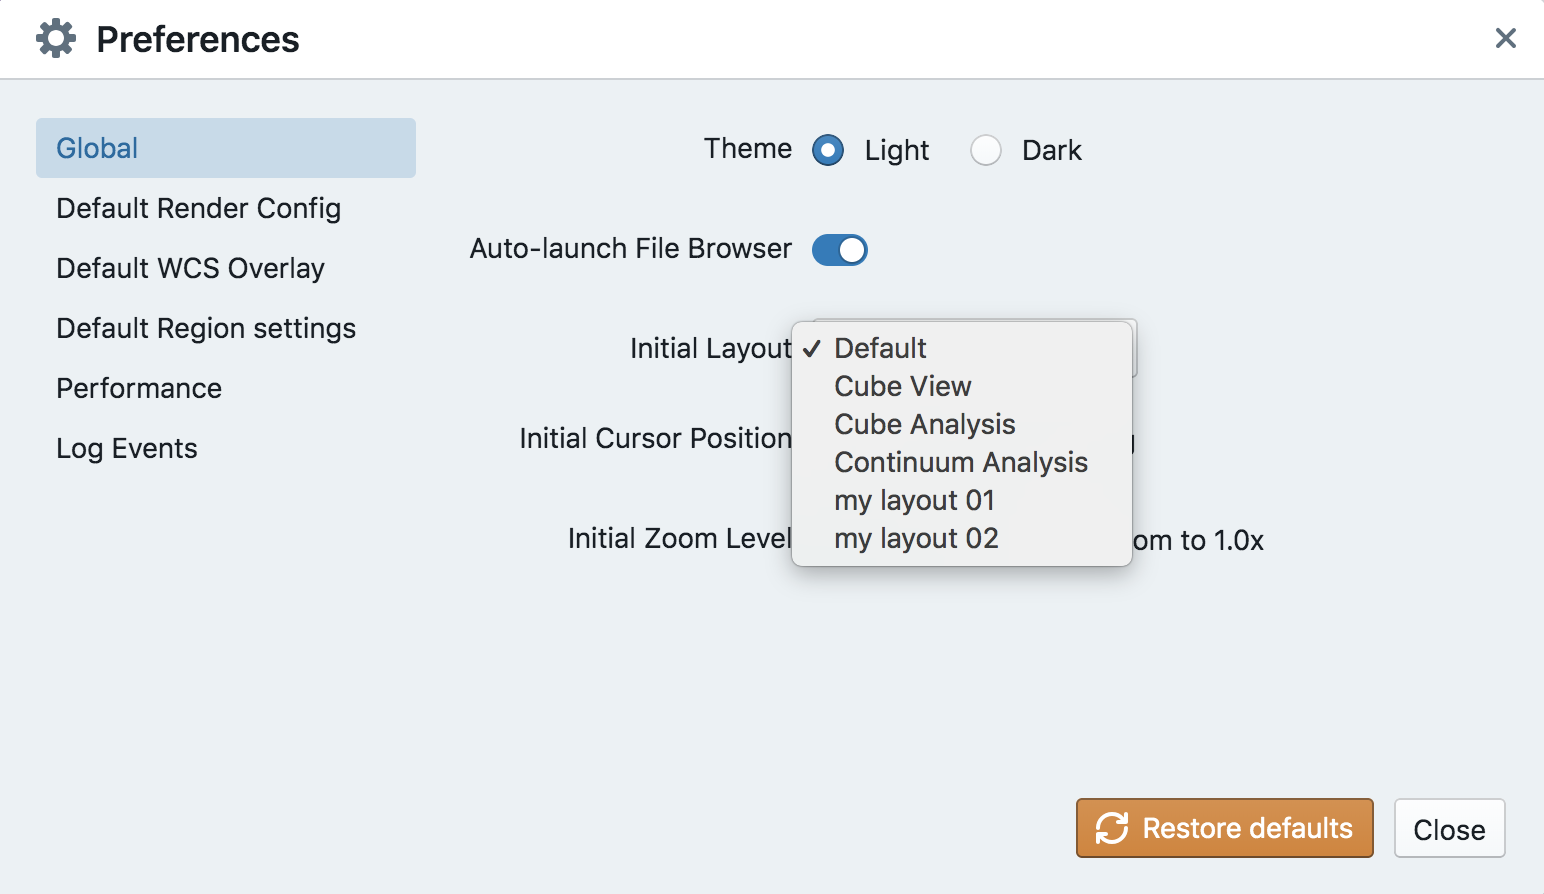 Preferences
Global
Default Render Config
Default WCS Overlay
Default Region settings
Performance
Log Events
Theme Light Dark
Auto-launch File Browser
Initial Layout
Default
Cube View
Cube Analysis
Continuum Analysis
my layout 01
my layout 02
Initial Cursor Position
Initial Zoom Level om to 1.0x
Restore defaults Close